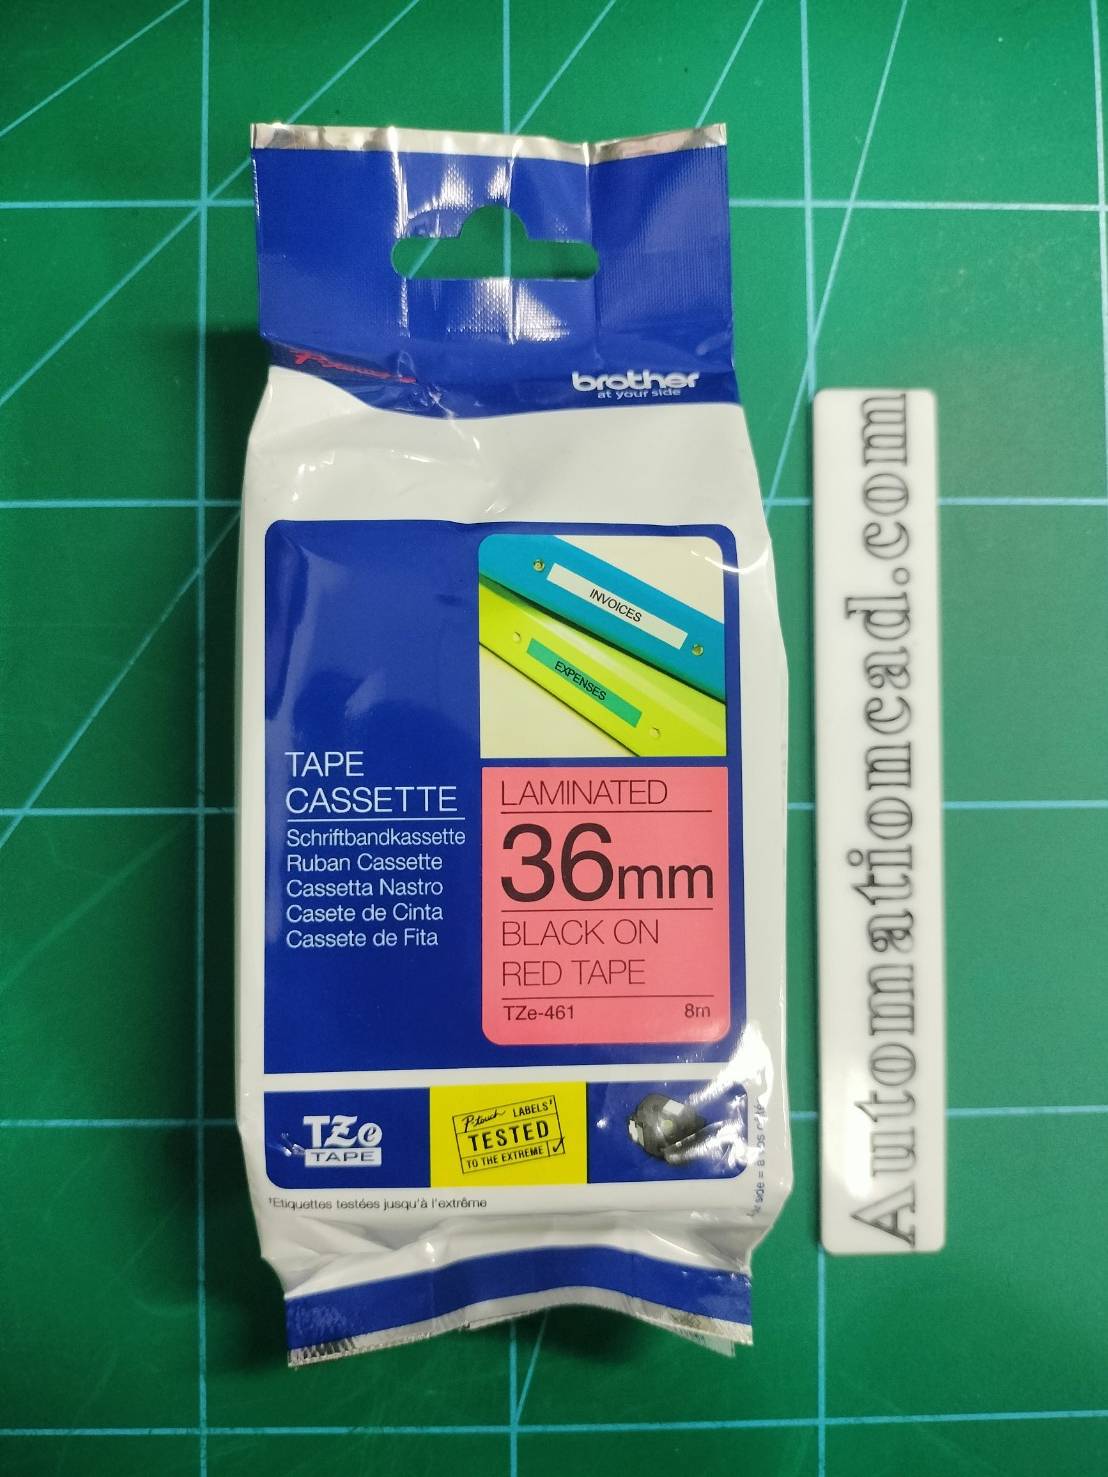 brother
at your side
INVOICES
EXPENSES
TAPE
CASSETTE
Schriftbandkassette
Ruban Cassette
Cassetta Nastro
Casete de Cinta
Cassete de Fita
LAMINATED
36mm
BLACK ON
RED TAPE
TZe-461 8m
TZe
TAPE
P-touch LABELS†
TESTED
TO THE EXTREME
†Etiquettes testées jusqu'à l'extrême
Automationcad.com